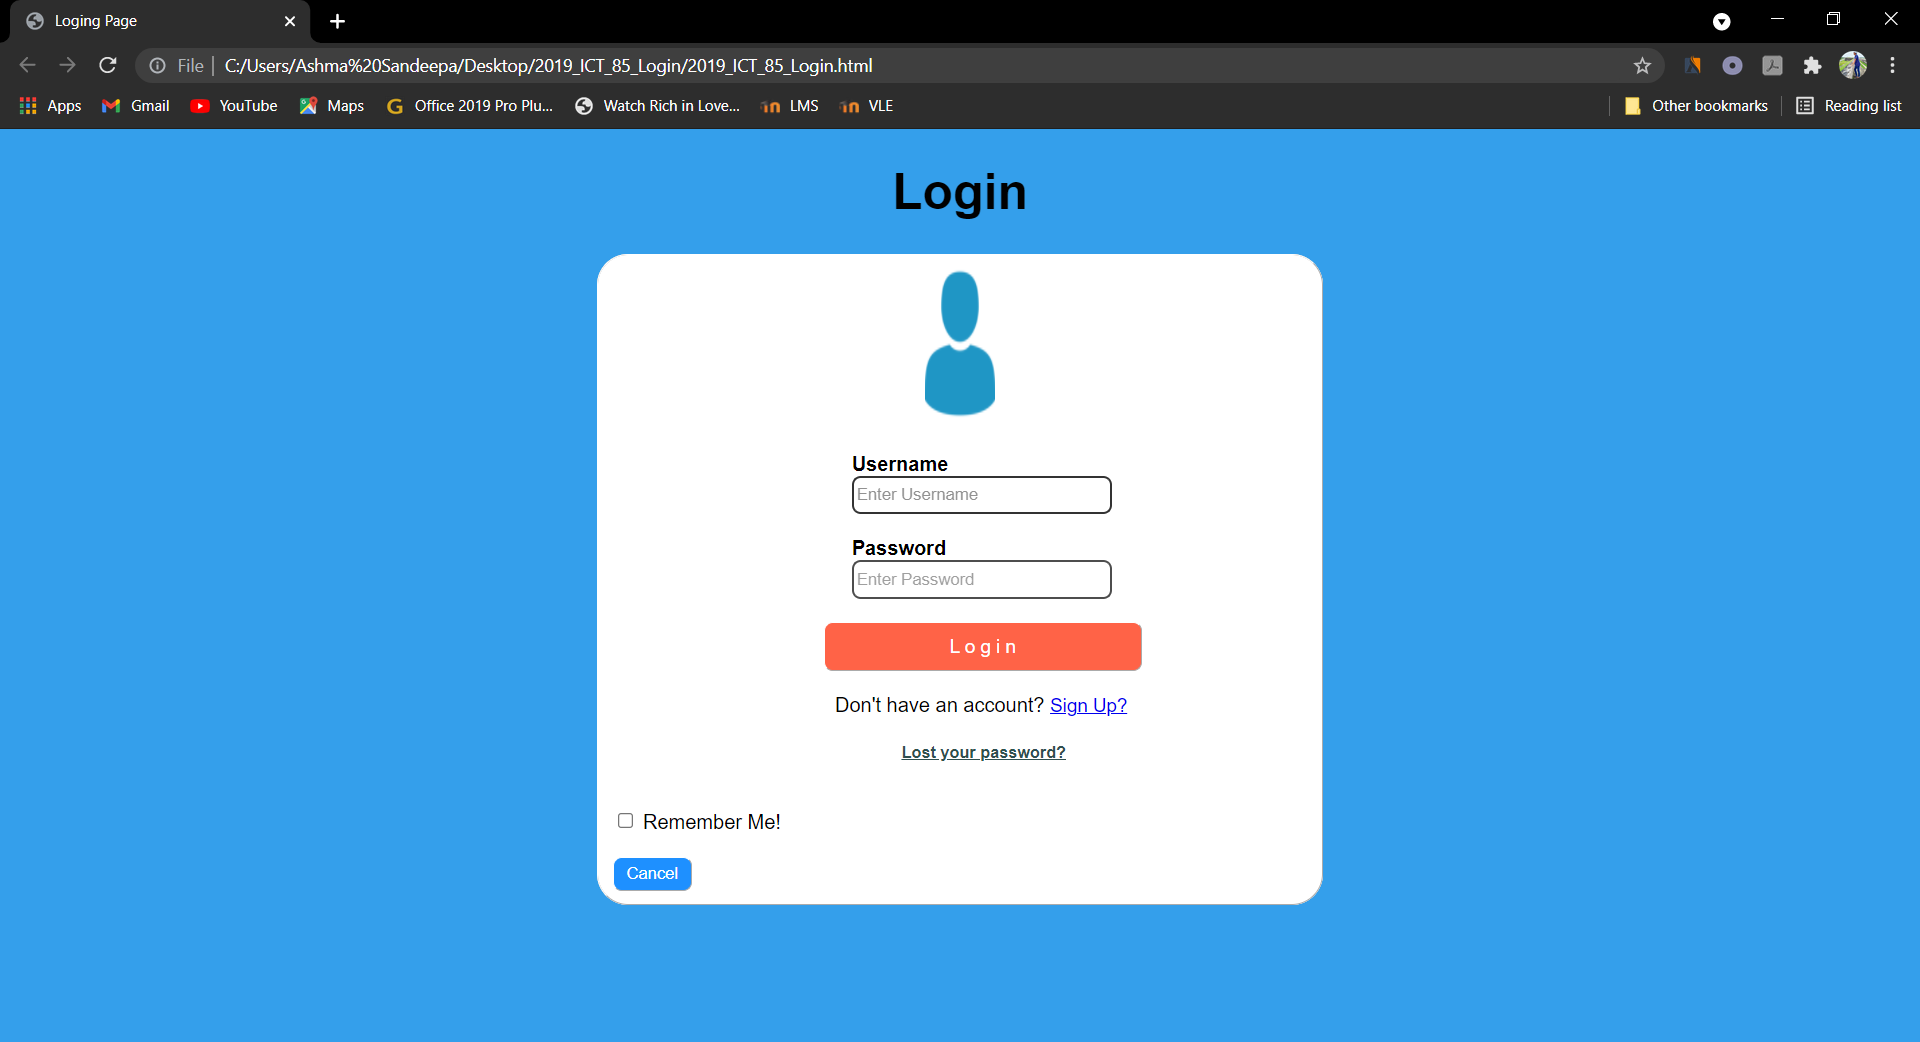 Loging Page
File | C:/Users/Ashma%20Sandeepa/Desktop/2019_ICT_85_Login/2019_ICT_85_Login.html
Apps Gmail YouTube Maps Office 2019 Pro Plu... Watch Rich in Love... LMS VLE Other bookmarks Reading list
Login
Username
Enter Username
Password
Enter Password
Login
Don't have an account? Sign Up?
Lost your password?
Remember Me!
Cancel